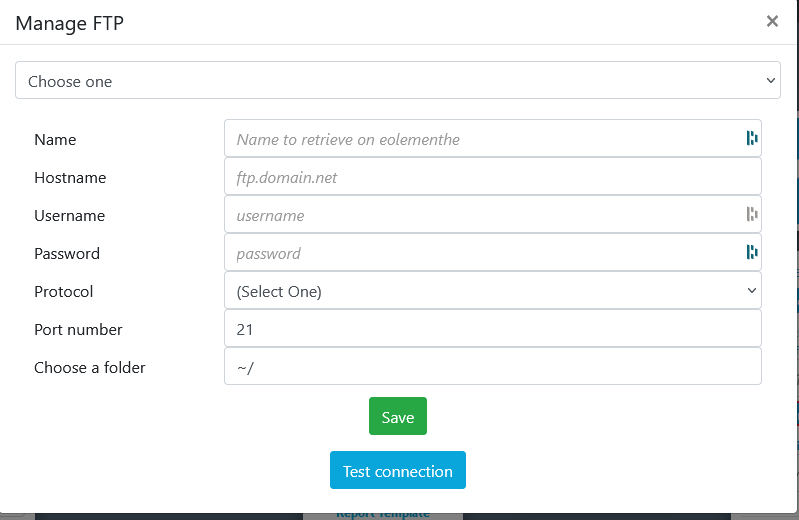 Manage FTP ×
Choose one
Name Name to retrieve on eolementhe
Hostname ftp.domain.net
Username username
Password password
Protocol (Select One)
Port number 21
Choose a folder ~/
Save
Test connection
Report Template